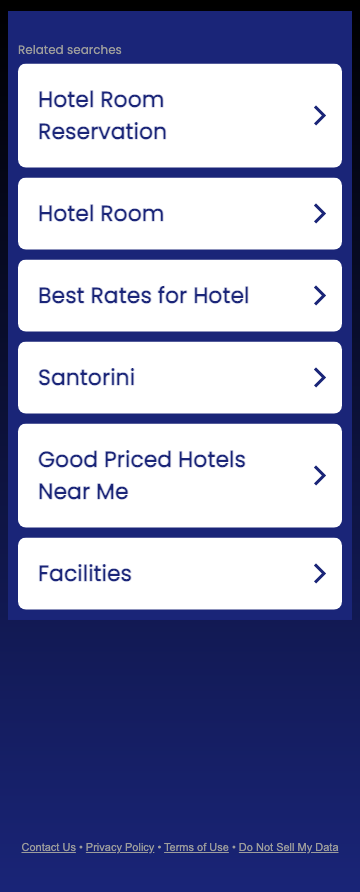 Related searches
Hotel Room
Reservation
Hotel Room
Best Rates for Hotel
Santorini
Good Priced Hotels
Near Me
Facilities
Contact Us • Privacy Policy • Terms of Use • Do Not Sell My Data